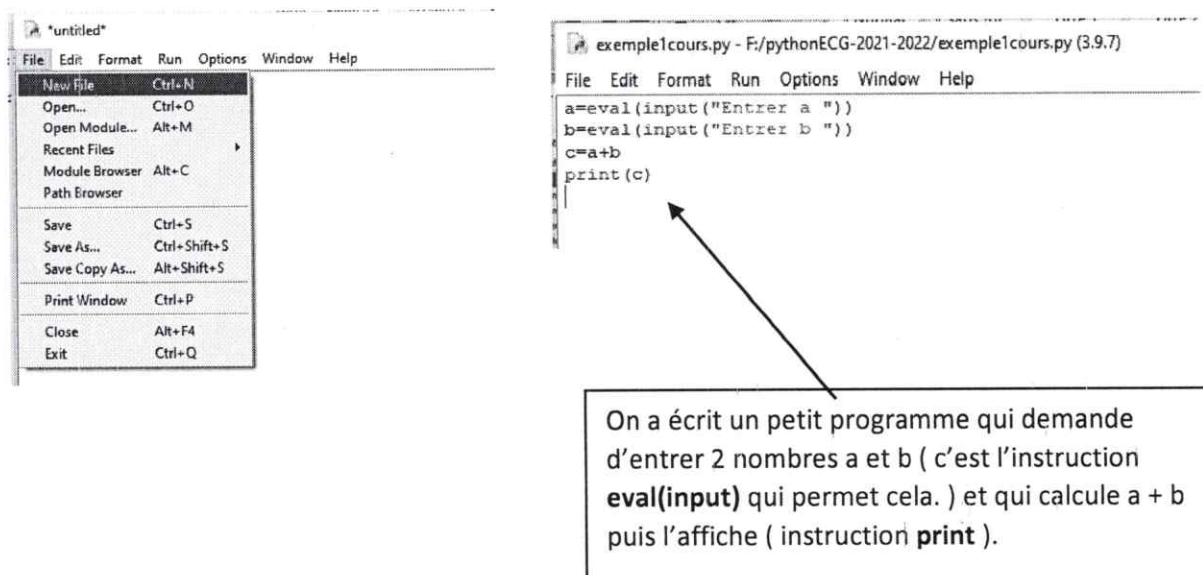 *untitled*
File Edit Format Run Options Window Help
New File Ctrl+N
Open... Ctrl+O
Open Module... Alt+M
Recent Files
Module Browser Alt+C
Path Browser
Save Ctrl+S
Save As... Ctrl+Shift+S
Save Copy As... Alt+Shift+S
Print Window Ctrl+P
Close Alt+F4
Exit Ctrl+Q
exemple1cours.py - F:/pythonECG-2021-2022/exemple1cours.py (3.9.7)
File Edit Format Run Options Window Help
a=eval(input("Entrer a "))
b=eval(input("Entrer b "))
c=a+b
print(c)
On a écrit un petit programme qui demande
d'entrer 2 nombres a et b ( c'est l'instruction
eval(input) qui permet cela. ) et qui calcule a + b
puis l'affiche ( instruction print ).